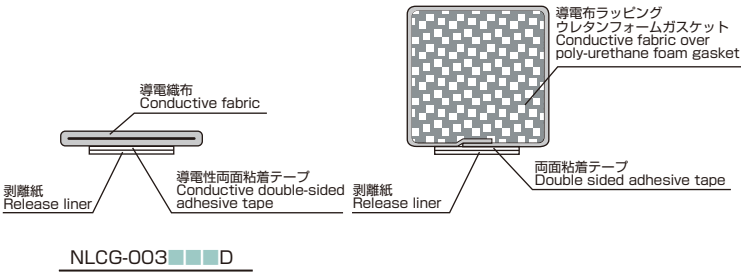 導電布ラッピング
ウレタンフォームガスケット
Conductive fabric over
poly-urethane foam gasket
導電織布
Conductive fabric
導電性両面粘着テープ
Conductive double-sided
adhesive tape
剥離紙
Release liner
両面粘着テープ
Double sided adhesive tape
剥離紙
Release liner
NLCG-003■■■D